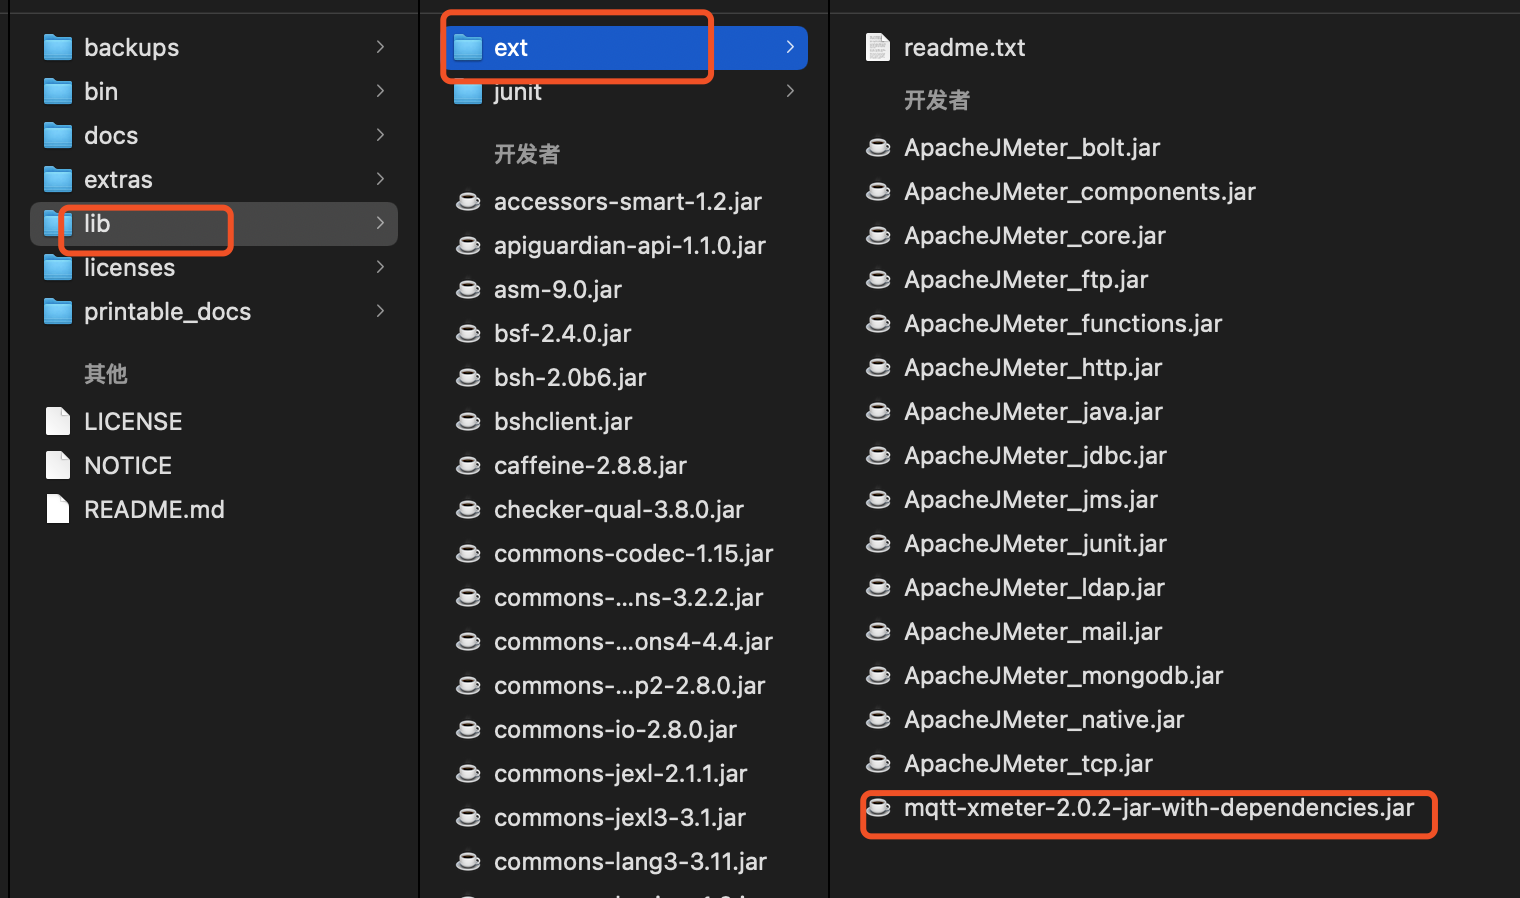 backups
bin
docs
extras
lib
licenses
printable_docs
其他
LICENSE
NOTICE
README.md
ext
junit
开发者
accessors-smart-1.2.jar
apiguardian-api-1.1.0.jar
asm-9.0.jar
bsf-2.4.0.jar
bsh-2.0b6.jar
bshclient.jar
caffeine-2.8.8.jar
checker-qual-3.8.0.jar
commons-codec-1.15.jar
commons-...ns-3.2.2.jar
commons-...ons4-4.4.jar
commons-...p2-2.8.0.jar
commons-io-2.8.0.jar
commons-jexl-2.1.1.jar
commons-jexl3-3.1.jar
commons-lang3-3.11.jar
readme.txt
开发者
ApacheJMeter_bolt.jar
ApacheJMeter_components.jar
ApacheJMeter_core.jar
ApacheJMeter_ftp.jar
ApacheJMeter_functions.jar
ApacheJMeter_http.jar
ApacheJMeter_java.jar
ApacheJMeter_jdbc.jar
ApacheJMeter_jms.jar
ApacheJMeter_junit.jar
ApacheJMeter_ldap.jar
ApacheJMeter_mail.jar
ApacheJMeter_mongodb.jar
ApacheJMeter_native.jar
ApacheJMeter_tcp.jar
mqtt-xmeter-2.0.2-jar-with-dependencies.jar